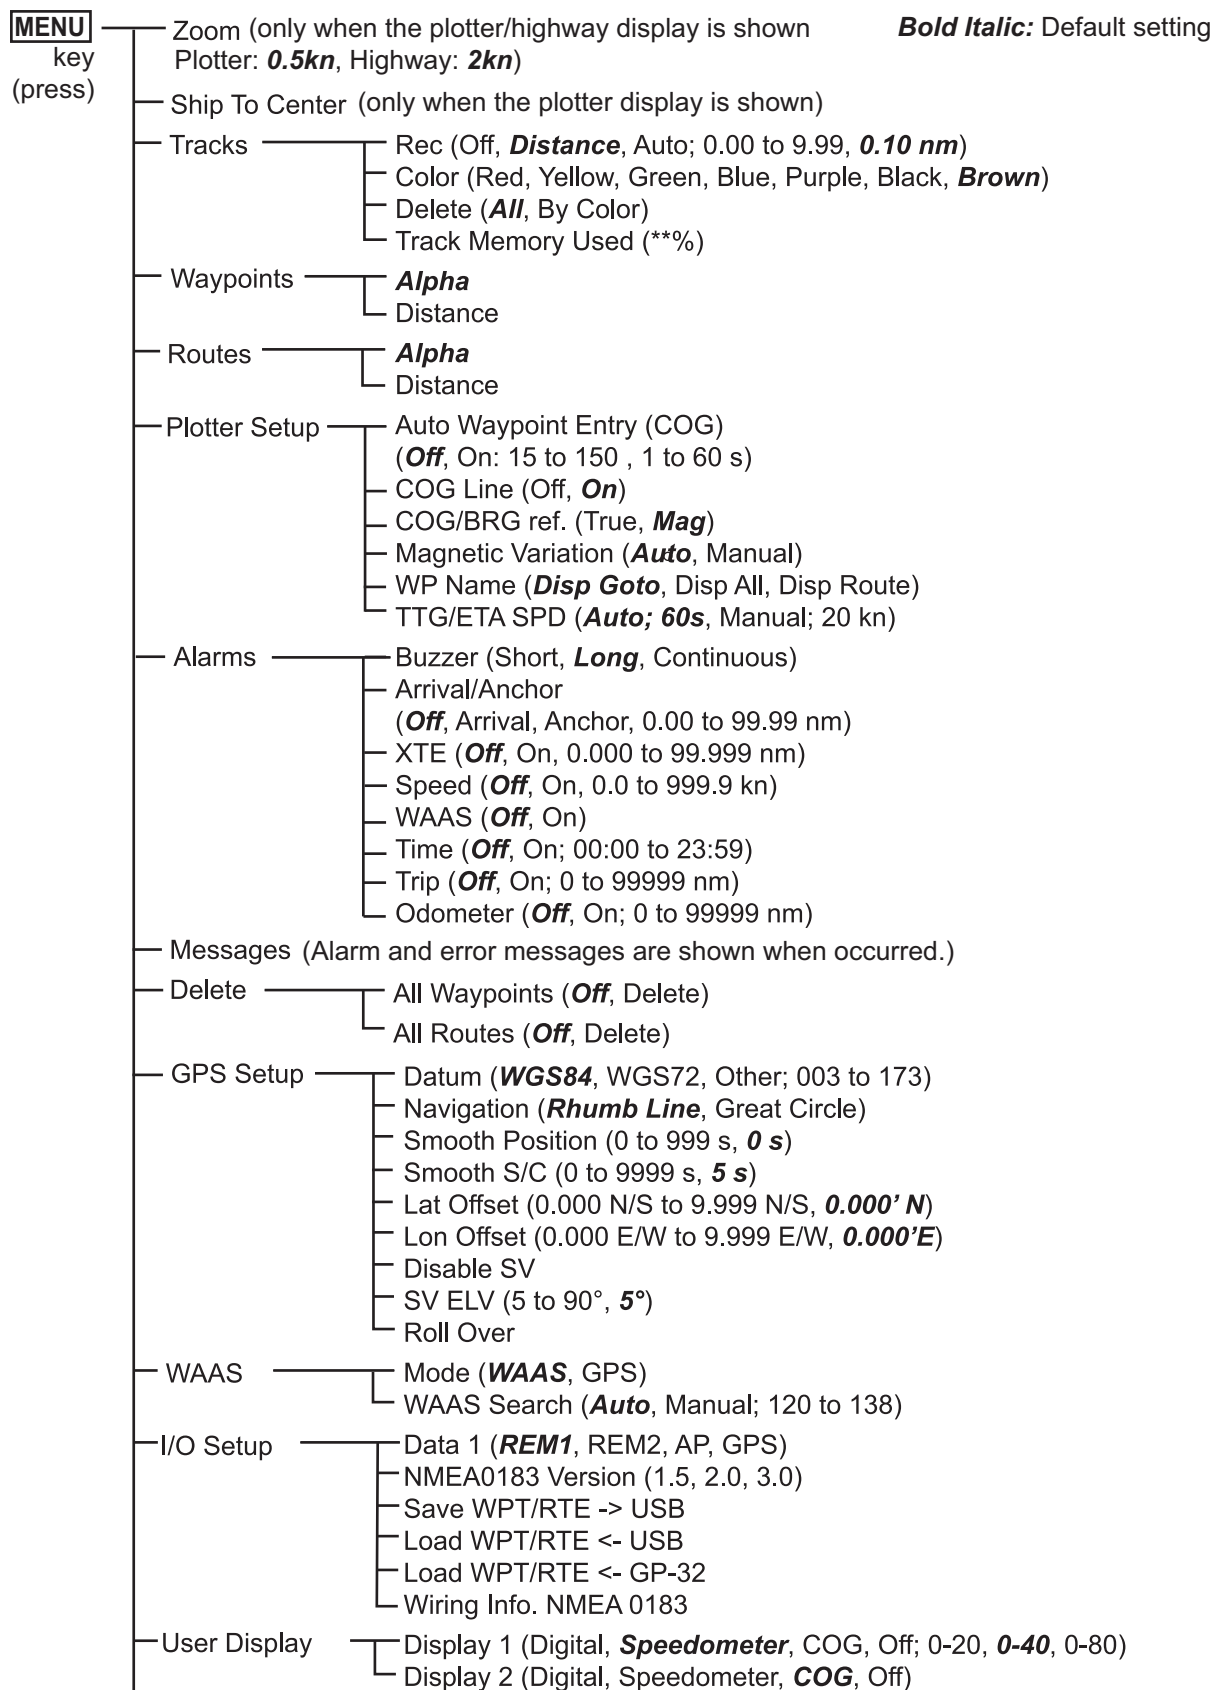 MENU
key
(press)
Bold Italic: Default setting
Zoom (only when the plotter/highway display is shown
Plotter: 0.5kn, Highway: 2kn)
Ship To Center (only when the plotter display is shown)
Tracks
Rec (Off, Distance, Auto; 0.00 to 9.99, 0.10 nm)
Color (Red, Yellow, Green, Blue, Purple, Black, Brown)
Delete (All, By Color)
Track Memory Used (**%)
Waypoints
Alpha
Distance
Routes
Alpha
Distance
Plotter Setup
Auto Waypoint Entry (COG)
(Off, On: 15 to 150 , 1 to 60 s)
COG Line (Off, On)
COG/BRG ref. (True, Mag)
Magnetic Variation (Auto, Manual)
WP Name (Disp Goto, Disp All, Disp Route)
TTG/ETA SPD (Auto; 60s, Manual; 20 kn)
Alarms
Buzzer (Short, Long, Continuous)
Arrival/Anchor
(Off, Arrival, Anchor, 0.00 to 99.99 nm)
XTE (Off, On, 0.000 to 99.999 nm)
Speed (Off, On, 0.0 to 999.9 kn)
WAAS (Off, On)
Time (Off, On; 00:00 to 23:59)
Trip (Off, On; 0 to 99999 nm)
Odometer (Off, On; 0 to 99999 nm)
Messages (Alarm and error messages are shown when occurred.)
Delete
All Waypoints (Off, Delete)
All Routes (Off, Delete)
GPS Setup
Datum (WGS84, WGS72, Other; 003 to 173)
Navigation (Rhumb Line, Great Circle)
Smooth Position (0 to 999 s, 0 s)
Smooth S/C (0 to 9999 s, 5 s)
Lat Offset (0.000 N/S to 9.999 N/S, 0.000’ N)
Lon Offset (0.000 E/W to 9.999 E/W, 0.000’E)
Disable SV
SV ELV (5 to 90°, 5°)
Roll Over
WAAS
Mode (WAAS, GPS)
WAAS Search (Auto, Manual; 120 to 138)
I/O Setup
Data 1 (REM1, REM2, AP, GPS)
NMEA0183 Version (1.5, 2.0, 3.0)
Save WPT/RTE -> USB
Load WPT/RTE <- USB
Load WPT/RTE <- GP-32
Wiring Info. NMEA 0183
User Display
Display 1 (Digital, Speedometer, COG, Off; 0-20, 0-40, 0-80)
Display 2 (Digital, Speedometer, COG, Off)